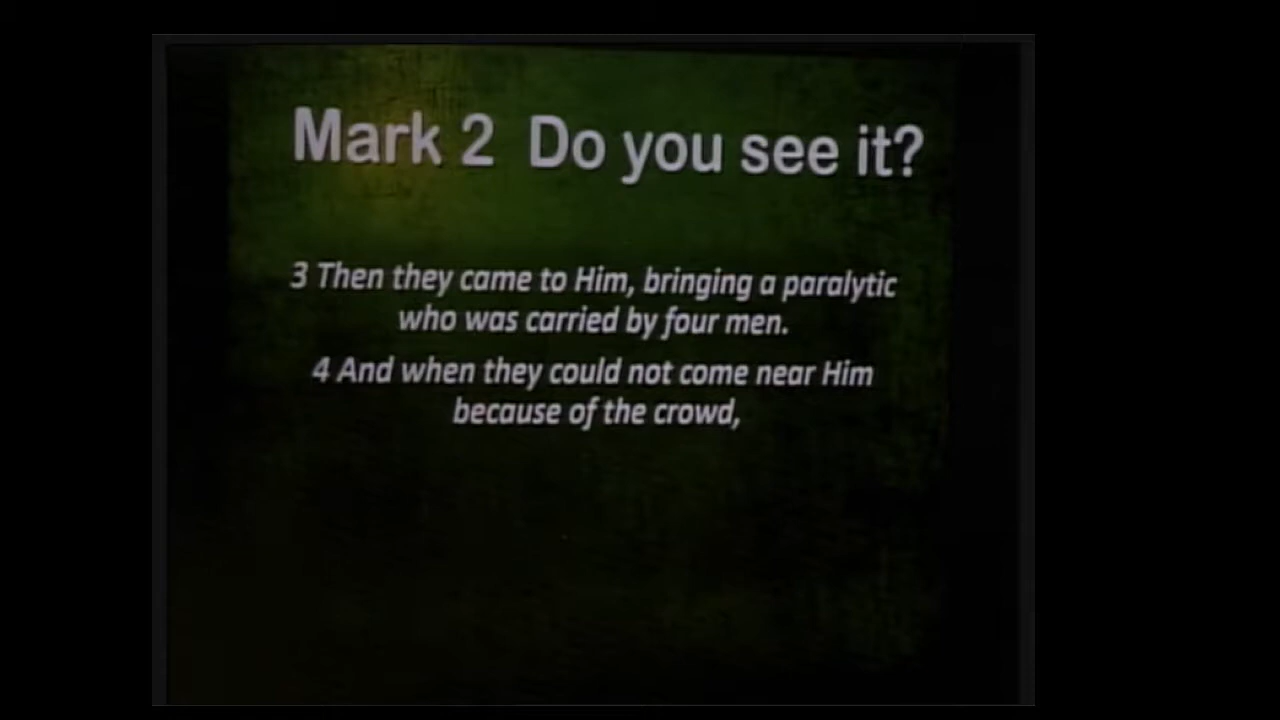 Mark 2 Do you see it?
3 Then they came to Him, bringing a paralytic
who was carried by four men.
4 And when they could not come near Him
because of the crowd,